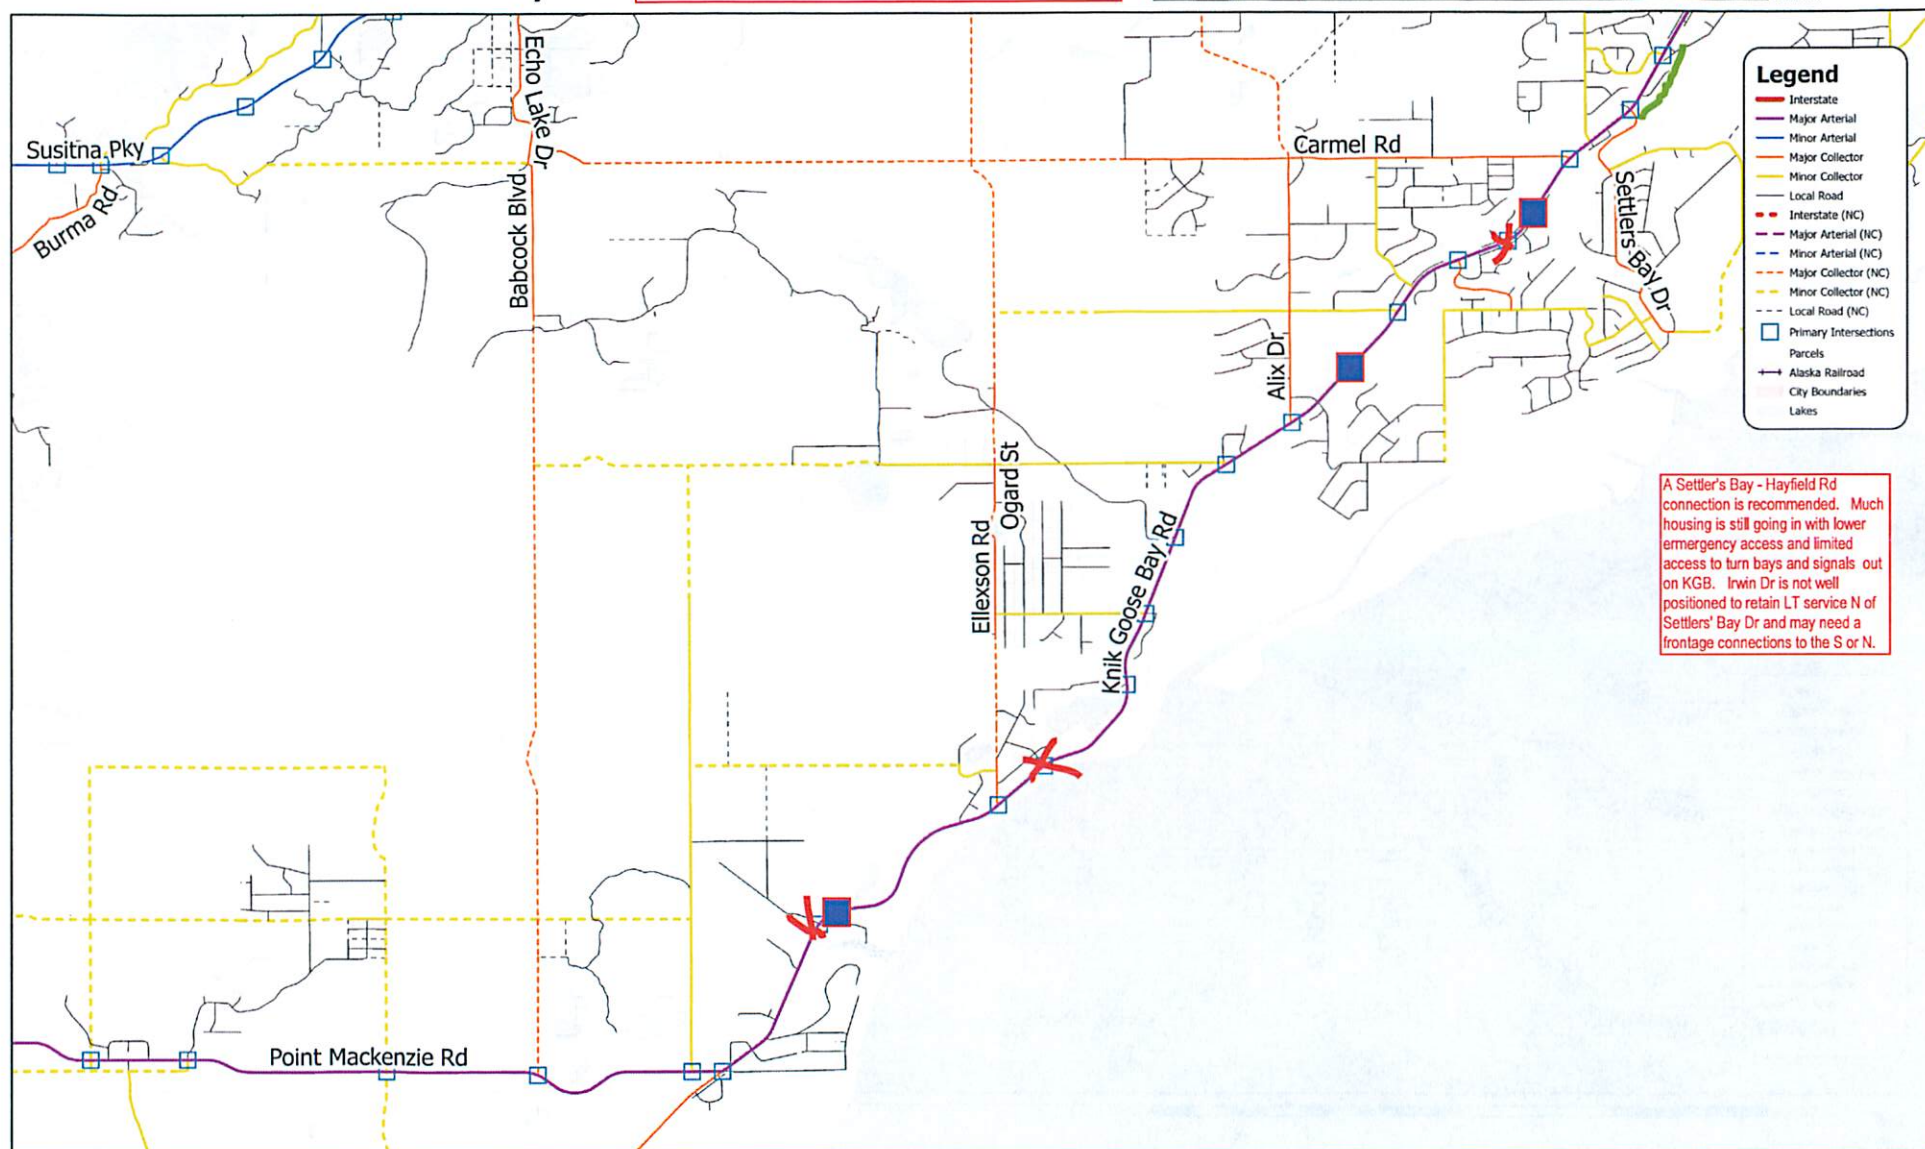 Susitna Pky
Burma Rd
Echo Lake Dr
Babcock Blvd
Carmel Rd
Settlers Bay Dr
Alix Dr
Ogard St
Ellexson Rd
Knik Goose Bay Rd
Point Mackenzie Rd
Legend
Interstate
Major Arterial
Minor Arterial
Major Collector
Minor Collector
Local Road
Interstate (NC)
Major Arterial (NC)
Minor Arterial (NC)
Major Collector (NC)
Minor Collector (NC)
Local Road (NC)
Primary Intersections
Parcels
Alaska Railroad
City Boundaries
Lakes
A Settler's Bay - Hayfield Rd
connection is recommended. Much
housing is still going in with lower
ermergency access and limited
access to turn bays and signals out
on KGB. Irwin Dr is not well
positioned to retain LT service N of
Settlers' Bay Dr and may need a
frontage connections to the S or N.